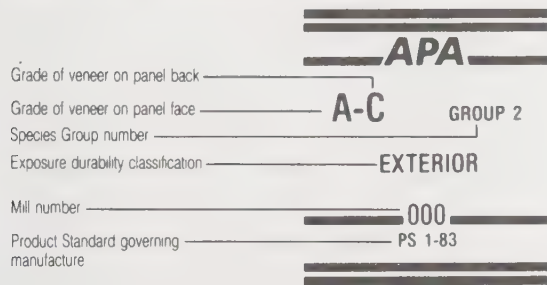 APA
Grade of veneer on panel back
Grade of veneer on panel face
A-C
GROUP 2
Species Group number
Exposure durability classification
EXTERIOR
Mill number
000
Product Standard governing
manufacture
PS 1-83